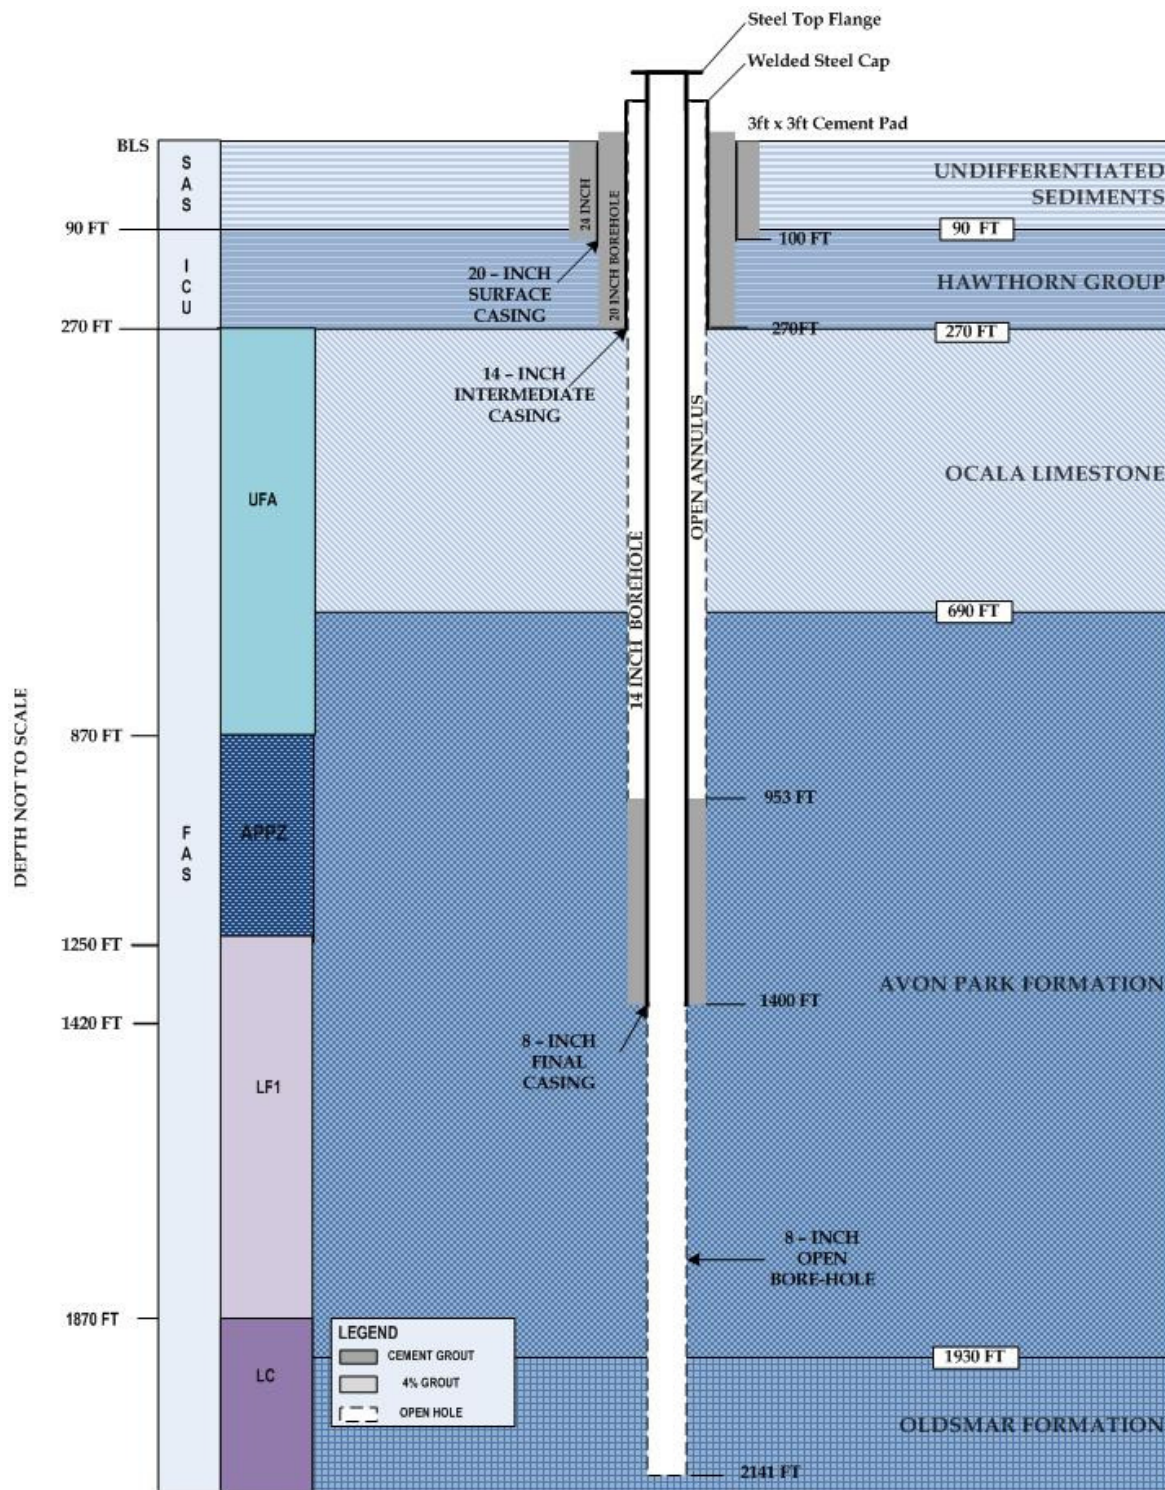 Steel Top Flange
Welded Steel Cap
3ft x 3ft Cement Pad
BLS
S
A
S
UNDIFFERENTIATED
SEDIMENTS
24 INCH
90 FT
90 FT
100 FT
I
C
U
20 - INCH
SURFACE
CASING
20 INCH BOREHOLE
HAWTHORN GROUP
270 FT
270FT
270 FT
14 - INCH
INTERMEDIATE
CASING
OPEN ANNULUS
OCALA LIMESTONE
UFA
14 INCH BOREHOLE
690 FT
DEPTH NOT TO SCALE
870 FT
953 FT
F
A
S
APPZ
1250 FT
AVON PARK FORMATION
1400 FT
1420 FT
8 - INCH
FINAL
CASING
LF1
8 - INCH
OPEN
BORE-HOLE
1870 FT
LEGEND
CEMENT GROUT
4% GROUT
OPEN HOLE
1930 FT
LC
OLDSMAR FORMATION
2141 FT